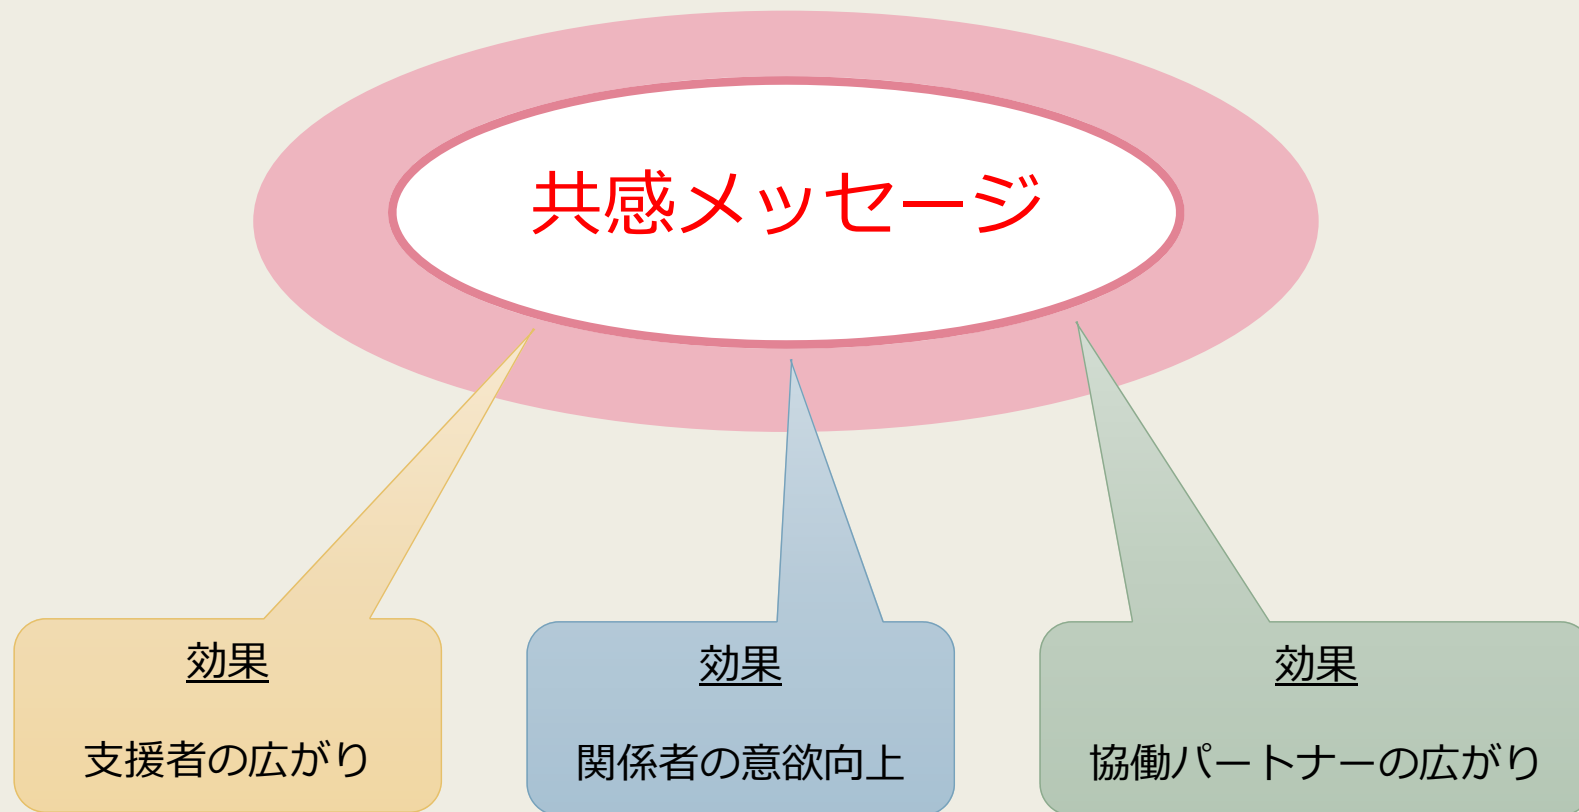 共感メッセージ
効果
支援者の広がり
効果
関係者の意欲向上
効果
協働パートナーの広がり